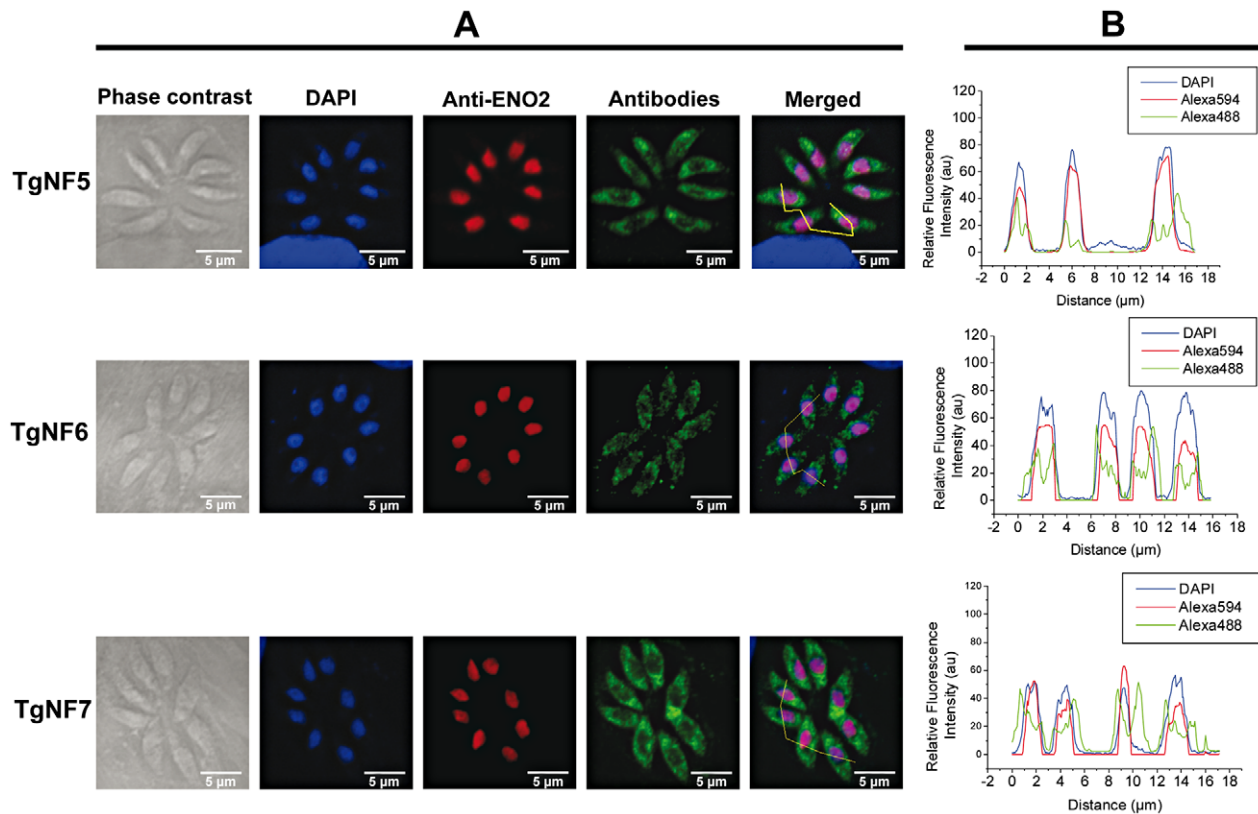 A
B
Phase contrast
DAPI
Anti-ENO2
Antibodies
Merged
TgNF5
5 µm
5 µm
5 µm
5 µm
5 µm
DAPI
Alexa594
Alexa488
Relative Fluorescence
Intensity (au)
120
100
80
60
40
20
0
-2 0 2 4 6 8 10 12 14 16 18
Distance (µm)
TgNF6
5 µm
5 µm
5 µm
5 µm
5 µm
DAPI
Alexa594
Alexa488
Relative Fluorescence
Intensity (au)
120
100
80
60
40
20
0
-2 0 2 4 6 8 10 12 14 16 18
Distance (µm)
TgNF7
5 µm
5 µm
5 µm
5 µm
5 µm
DAPI
Alexa594
Alexa488
Relative Fluorescence
Intensity (au)
120
100
80
60
40
20
0
-2 0 2 4 6 8 10 12 14 16 18
Distance (µm)